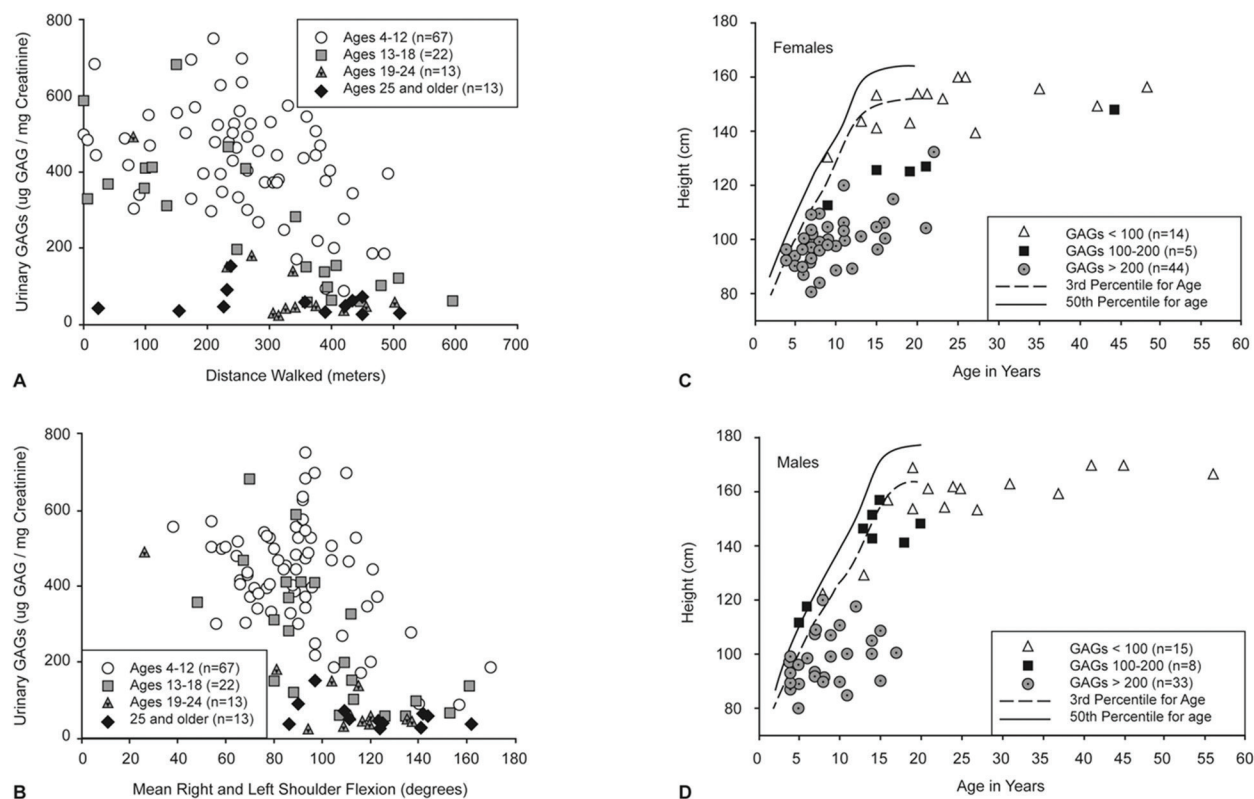 800
600
400
200
0
Urinary GAGs (ug GAG / mg Creatinine)
Ages 4-12 (n=67)
Ages 13-18 (=22)
Ages 19-24 (n=13)
Ages 25 and older (n=13)
0 100 200 300 400 500 600 700
Distance Walked (meters)
A
180
160
140
120
100
80
Height (cm)
Females
GAGs < 100 (n=14)
GAGs 100-200 (n=5)
GAGs > 200 (n=44)
3rd Percentile for Age
50th Percentile for age
0 5 10 15 20 25 30 35 40 45 50 60
Age in Years
C
800
600
400
200
0
Urinary GAGs (ug GAG / mg Creatinine)
Ages 4-12 (n=67)
Ages 13-18 (=22)
Ages 19-24 (n=13)
25 and older (n=13)
0 20 40 60 80 100 120 140 160 180
Mean Right and Left Shoulder Flexion (degrees)
B
180
160
140
120
100
80
Height (cm)
Males
GAGs < 100 (n=15)
GAGs 100-200 (n=8)
GAGs > 200 (n=33)
3rd Percentile for Age
50th Percentile for age
0 5 10 15 20 25 30 35 40 45 50 55 60
Age in Years
D